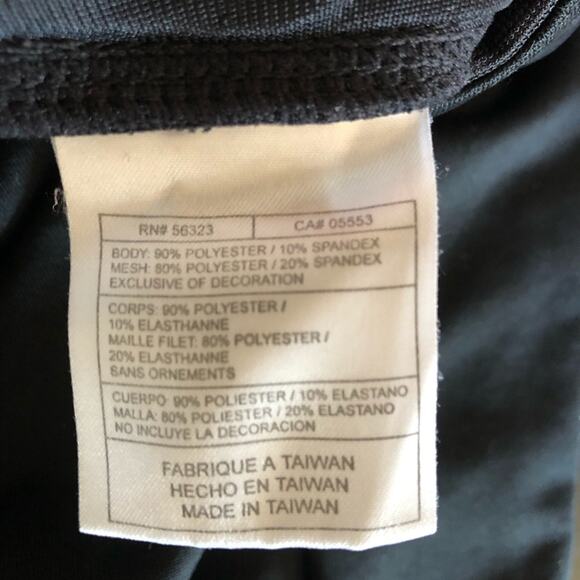 RN# 56323 CA# 05553
BODY: 90% POLYESTER / 10% SPANDEX
MESH: 80% POLYESTER / 20% SPANDEX
EXCLUSIVE OF DECORATION
CORPS: 90% POLYESTER /
10% ELASTHANNE
MAILLE FILET: 80% POLYESTER /
20% ELASTHANNE
SANS ORNEMENTS
CUERPO: 90% POLIESTER / 10% ELASTANO
MALLA: 80% POLIESTER / 20% ELASTANO
NO INCLUYE LA DECORACION
FABRIQUE A TAIWAN
HECHO EN TAIWAN
MADE IN TAIWAN